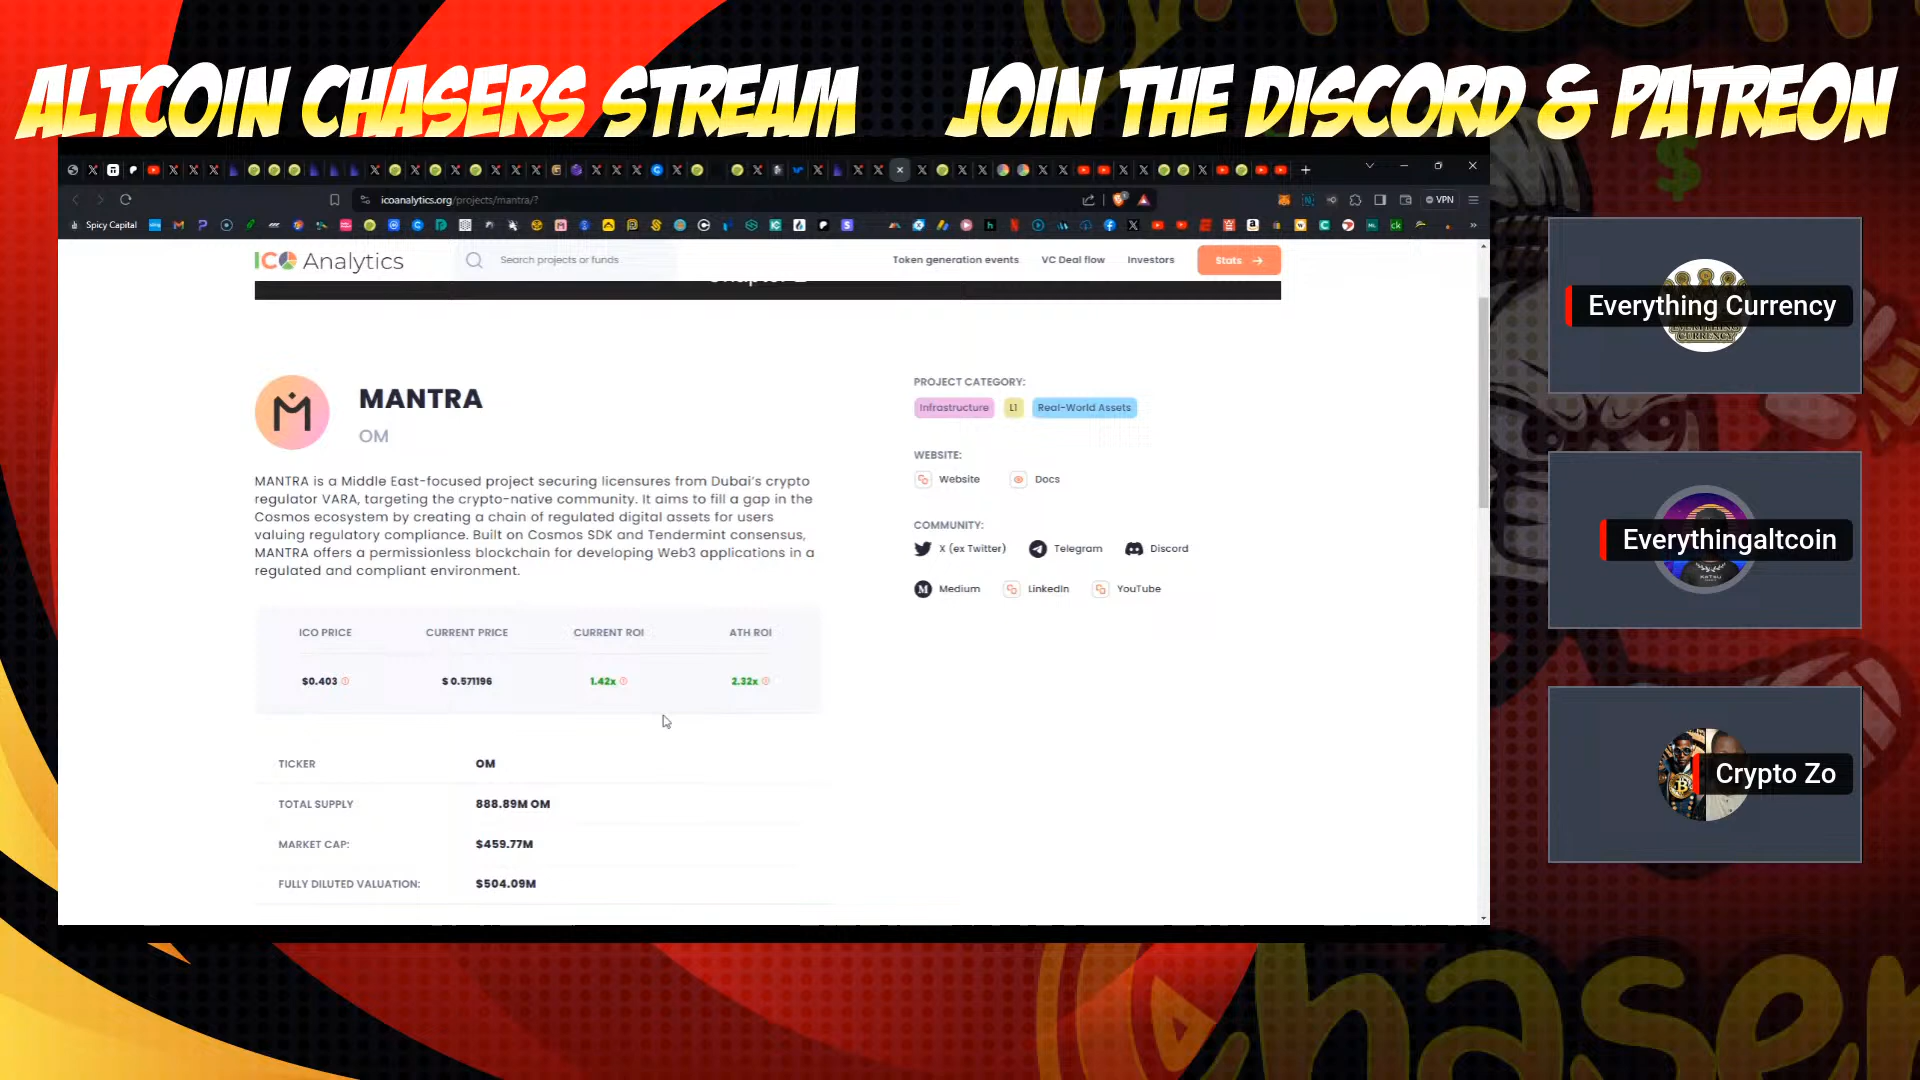 ALTCOIN CHASERS STREAM
JOIN THE DISCORD & PATREON
icoanalytics.org/projects/mantra/?
VPN
Spicy Capital
ICO Analytics
Search projects or funds
Token generation events
VC Deal flow
Investors
Stats
MANTRA
OM
MANTRA is a Middle East-focused project securing licensures from Dubai's crypto
regulator VARA, targeting the crypto-native community. It aims to fill a gap in the
Cosmos ecosystem by creating a chain of regulated digital assets for users
valuing regulatory compliance. Built on Cosmos SDK and Tendermint consensus,
MANTRA offers a permissionless blockchain for developing Web3 applications in a
regulated and compliant environment.
ICO PRICE CURRENT PRICE CURRENT ROI ATH ROI
$0.403 $ 0.571196 1.42x 2.32x
TICKER OM
TOTAL SUPPLY 888.89M OM
MARKET CAP: $459.77M
FULLY DILUTED VALUATION: $504.09M
PROJECT CATEGORY:
Infrastructure L1 Real-World Assets
WEBSITE:
Website Docs
COMMUNITY:
X (ex Twitter) Telegram Discord
Medium LinkedIn YouTube
Everything Currency
EVERYTHING
CURRENCY
Everythingaltcoin
Crypto Zo
haser